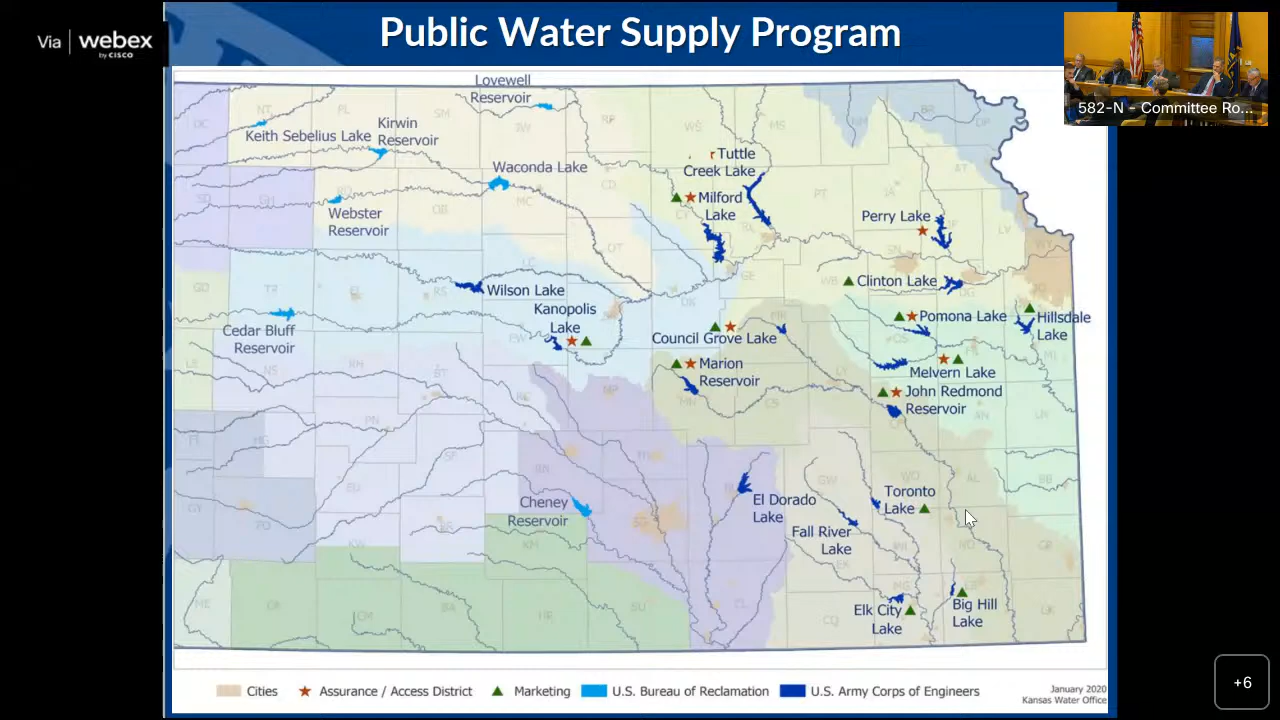 Via | webex
by CISCO
Public Water Supply Program
582-N - Committee Ro...
Lovewell
Reservoir
Keith Sebelius Lake
Kirwin
Reservoir
Waconda Lake
Webster
Reservoir
Tuttle
Creek Lake
Milford
Lake
Perry Lake
Wilson Lake
Kanopolis
Lake
Clinton Lake
Cedar Bluff
Reservoir
Council Grove Lake
Pomona Lake
Hillsdale
Lake
Marion
Reservoir
Melvern Lake
John Redmond
Reservoir
Cheney
Reservoir
El Dorado
Lake
Toronto
Lake
Fall River
Lake
Elk City
Lake
Big Hill
Lake
Cities
Assurance / Access District
Marketing
U.S. Bureau of Reclamation
U.S. Army Corps of Engineers
January 2020
Kansas Water Office
+6